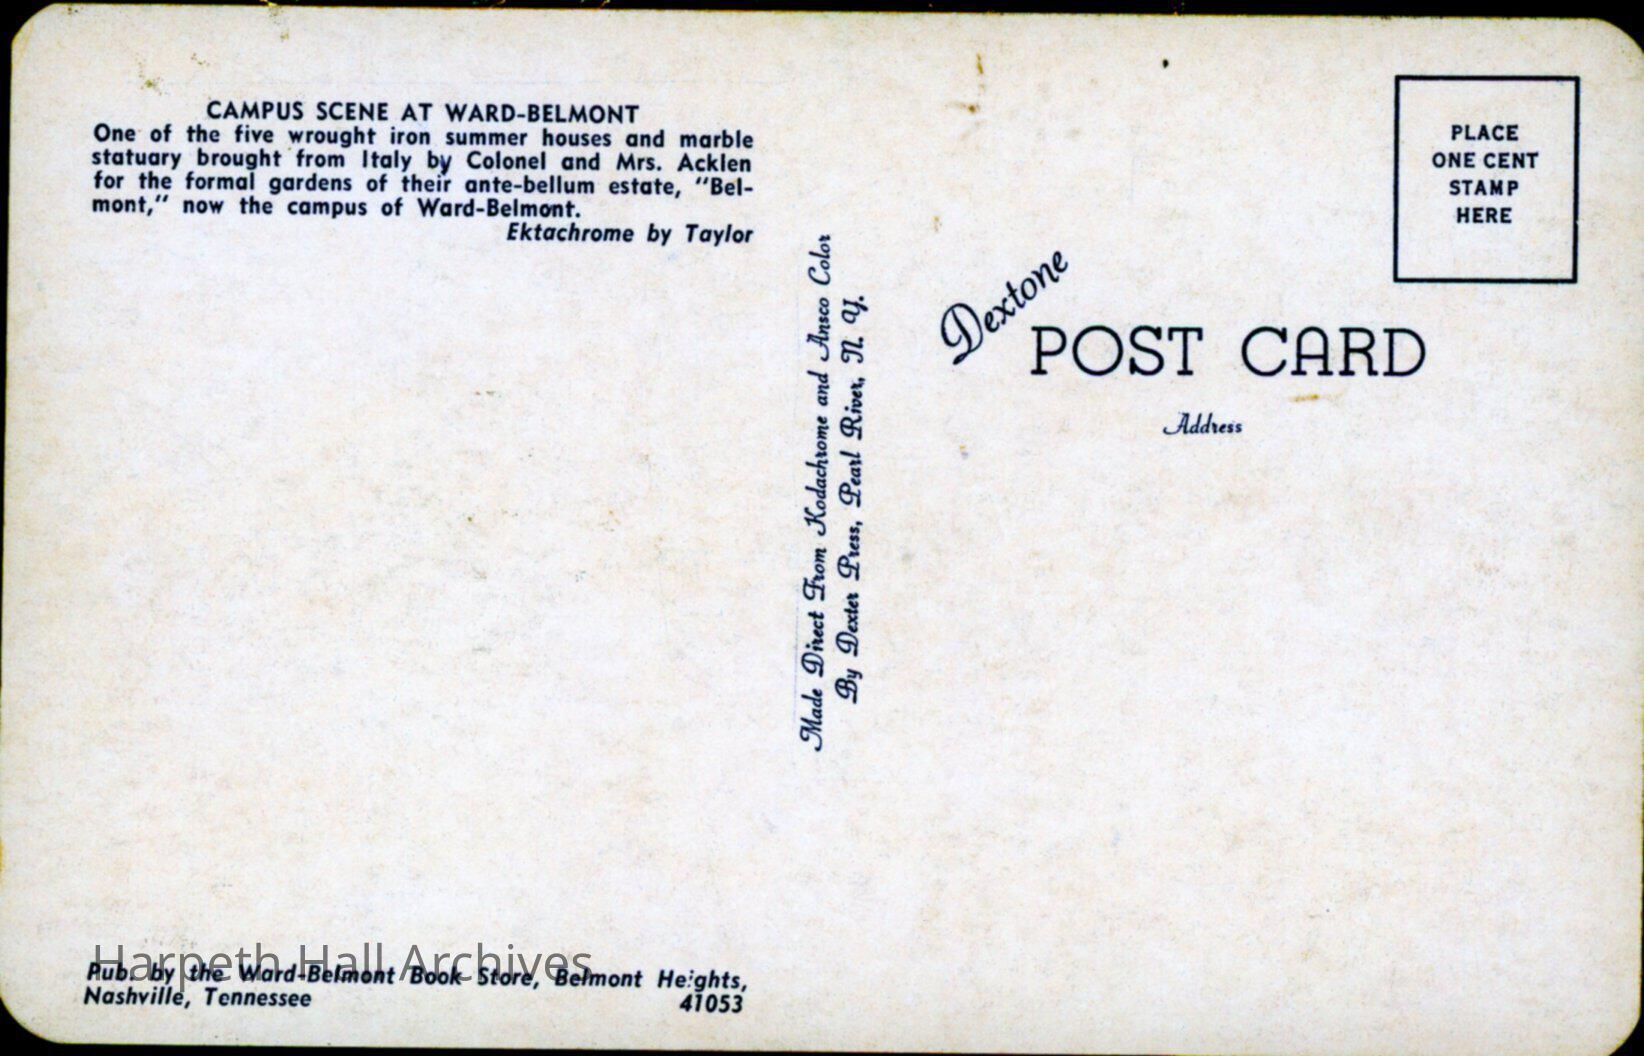 CAMPUS SCENE AT WARD-BELMONT
One of the five wrought iron summer houses and marble
statuary brought from Italy by Colonel and Mrs. Acklen
for the formal gardens of their ante-bellum estate, "Bel-
mont," now the campus of Ward-Belmont.
Ektachrome by Taylor
Harpeth Hall Archives
Pub. by the Ward-Belmont Book Store, Belmont Heights,
Nashville, Tennessee 41053
Made Direct From Kodachrome and Ansco Color
By Dexter Press, Pearl River, N. Y.
PLACE
ONE CENT
STAMP
HERE
Dextone
POST CARD
Address